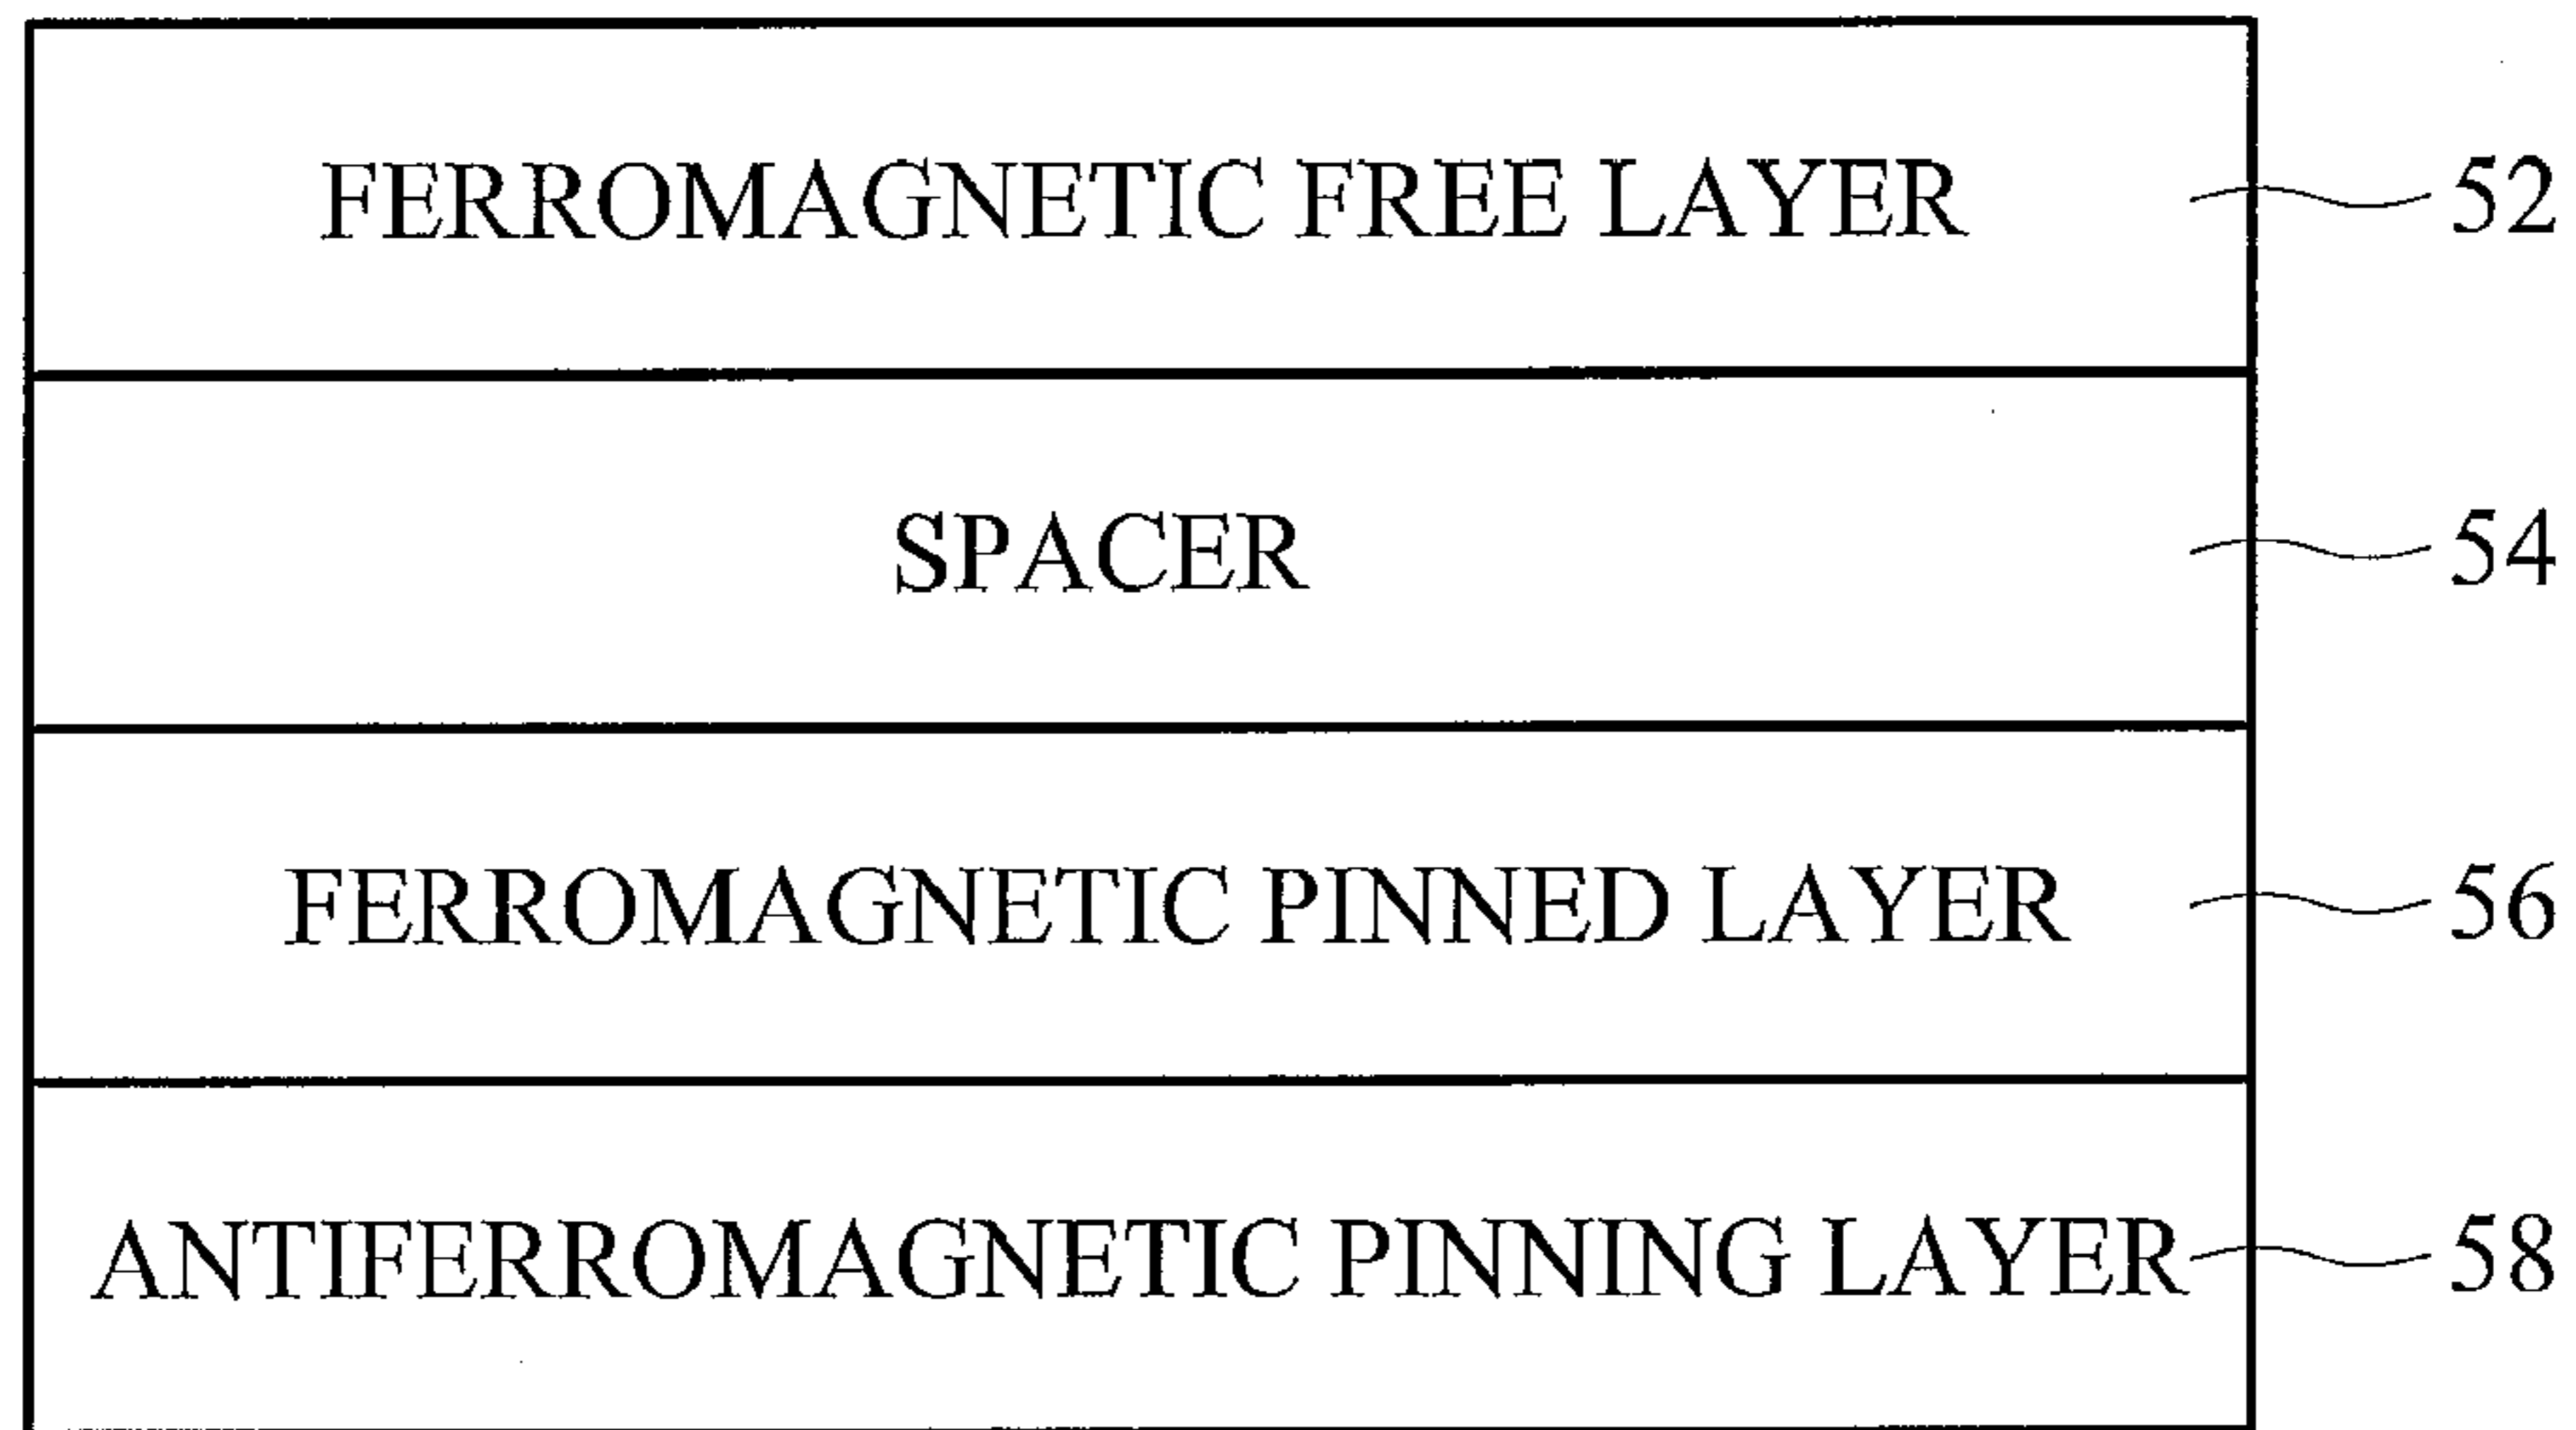 FERROMAGNETIC FREE LAYER 52
SPACER 54
FERROMAGNETIC PINNED LAYER 56
ANTIFERROMAGNETIC PINNING LAYER 58